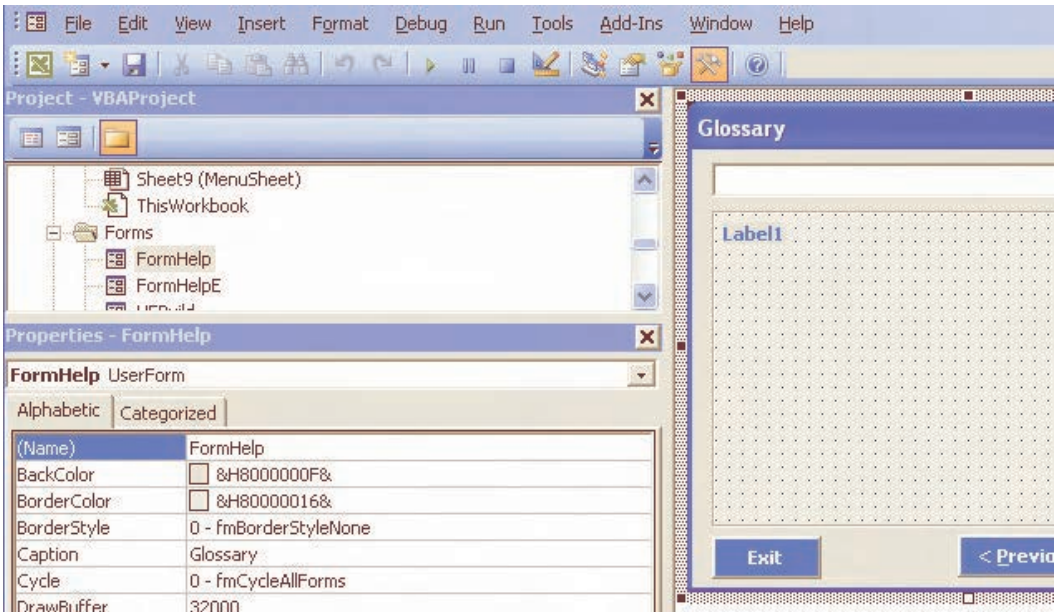 File Edit View Insert Format Debug Run Tools Add-Ins Window Help
Project - VBAProject
Sheet9 (MenuSheet)
ThisWorkbook
Forms
FormHelp
FormHelpE
Properties - FormHelp
FormHelp UserForm
Alphabetic Categorized
(Name) FormHelp
BackColor &H8000000F&
BorderColor &H80000016&
BorderStyle 0 - fmBorderStyleNone
Caption Glossary
Cycle 0 - fmCycleAllForms
DrawBuffer 32000
Glossary
Label1
Exit < Previo